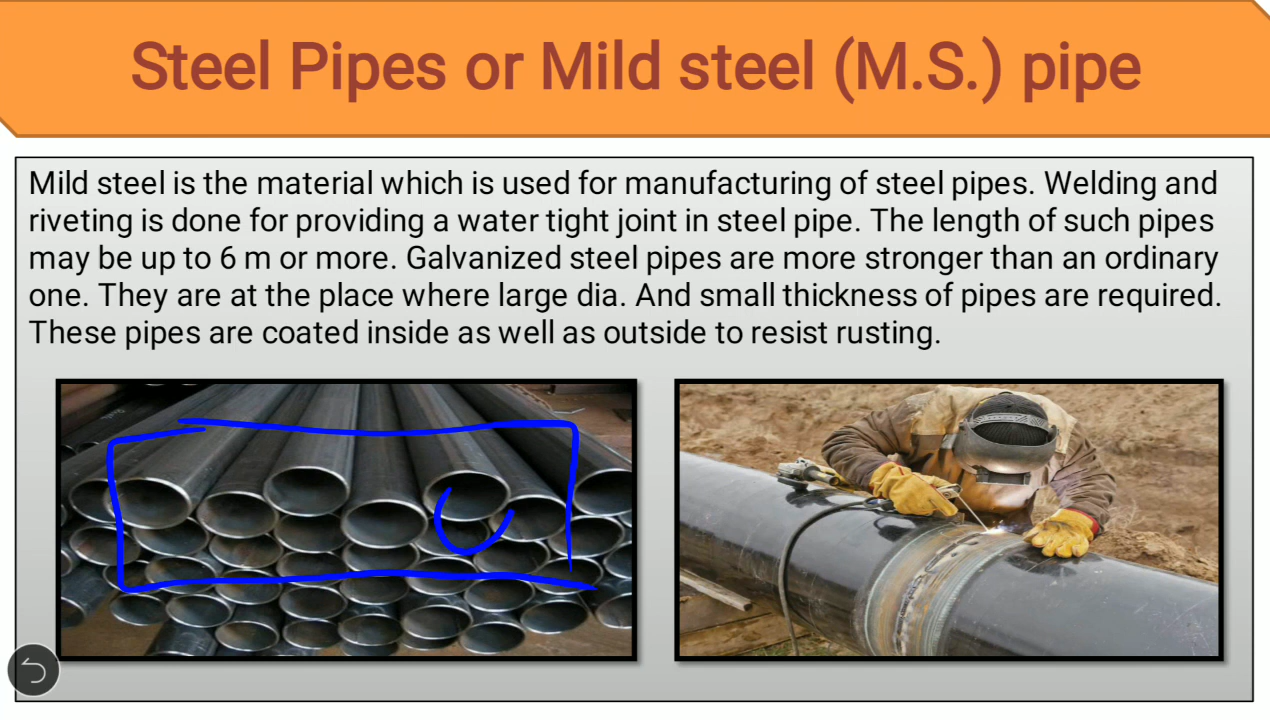 Steel Pipes or Mild steel (M.S.) pipe
Mild steel is the material which is used for manufacturing of steel pipes. Welding and
riveting is done for providing a water tight joint in steel pipe. The length of such pipes
may be up to 6 m or more. Galvanized steel pipes are more stronger than an ordinary
one. They are at the place where large dia. And small thickness of pipes are required.
These pipes are coated inside as well as outside to resist rusting.